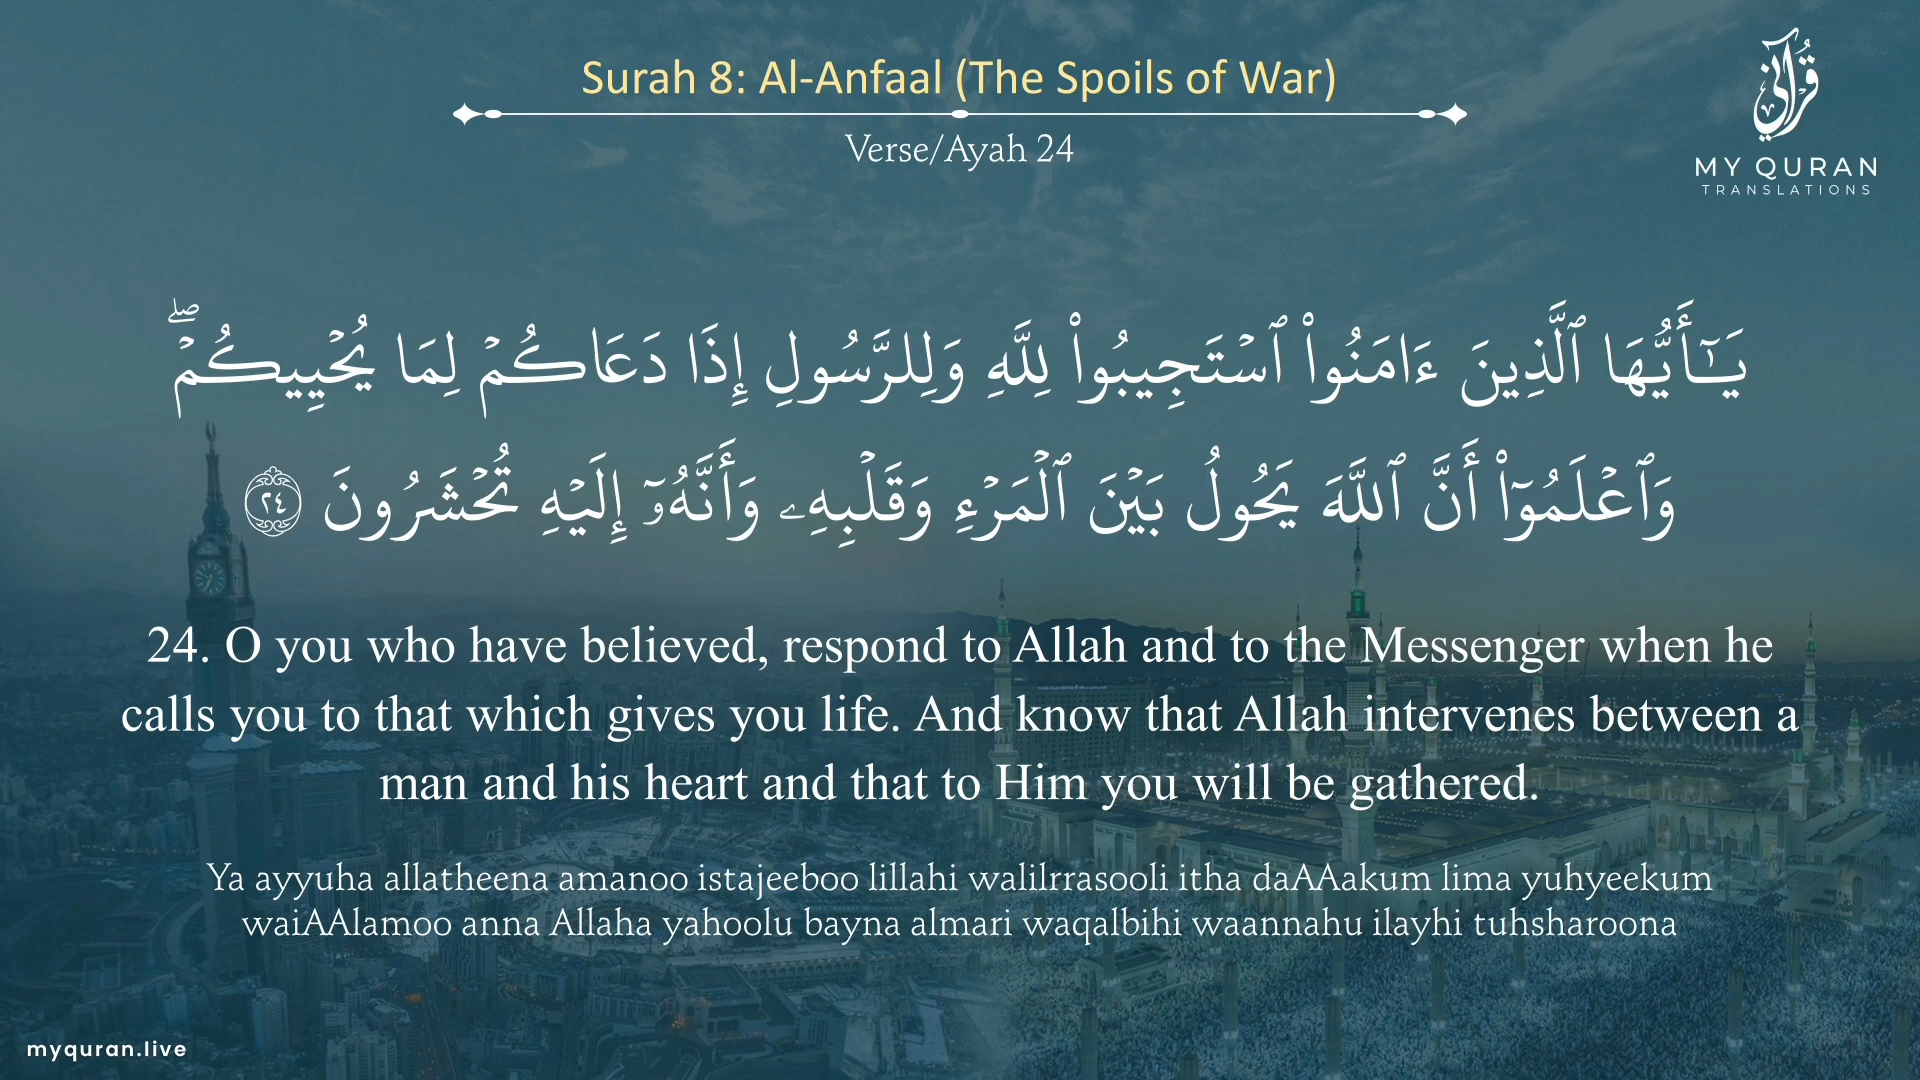 Surah 8: Al-Anfaal (The Spoils of War)
Verse/Ayah 24
قرآني
MY QURAN
TRANSLATIONS
يَـٰٓأَيُّهَا ٱلَّذِينَ ءَامَنُوا۟ ٱسْتَجِيبُوا۟ لِلَّهِ وَلِلرَّسُولِ إِذَا دَعَاكُمْ لِمَا يُحْيِيكُمْ ۖ
وَٱعْلَمُوٓا۟ أَنَّ ٱللَّهَ يَحُولُ بَيْنَ ٱلْمَرْءِ وَقَلْبِهِۦ وَأَنَّهُۥٓ إِلَيْهِ تُحْشَرُونَ ٢٤
24. O you who have believed, respond to Allah and to the Messenger when he
calls you to that which gives you life. And know that Allah intervenes between a
man and his heart and that to Him you will be gathered.
Ya ayyuha allatheena amanoo istajeeboo lillahi walilrrasooli itha daAAakum lima yuhyeekum
waiAAlamoo anna Allaha yahoolu bayna almari waqalbihi waannahu ilayhi tuhsharoona
myquran.live